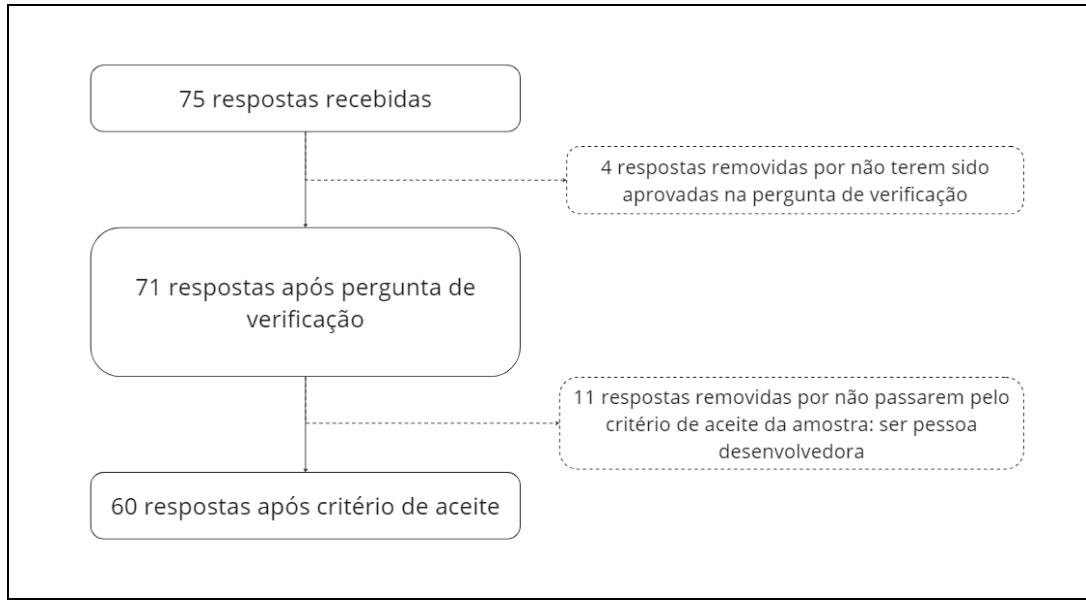 75 respostas recebidas
4 respostas removidas por não terem sido
aprovadas na pergunta de verificação
71 respostas após pergunta de
verificação
11 respostas removidas por não passarem pelo
critério de aceite da amostra: ser pessoa
desenvolvedora
60 respostas após critério de aceite